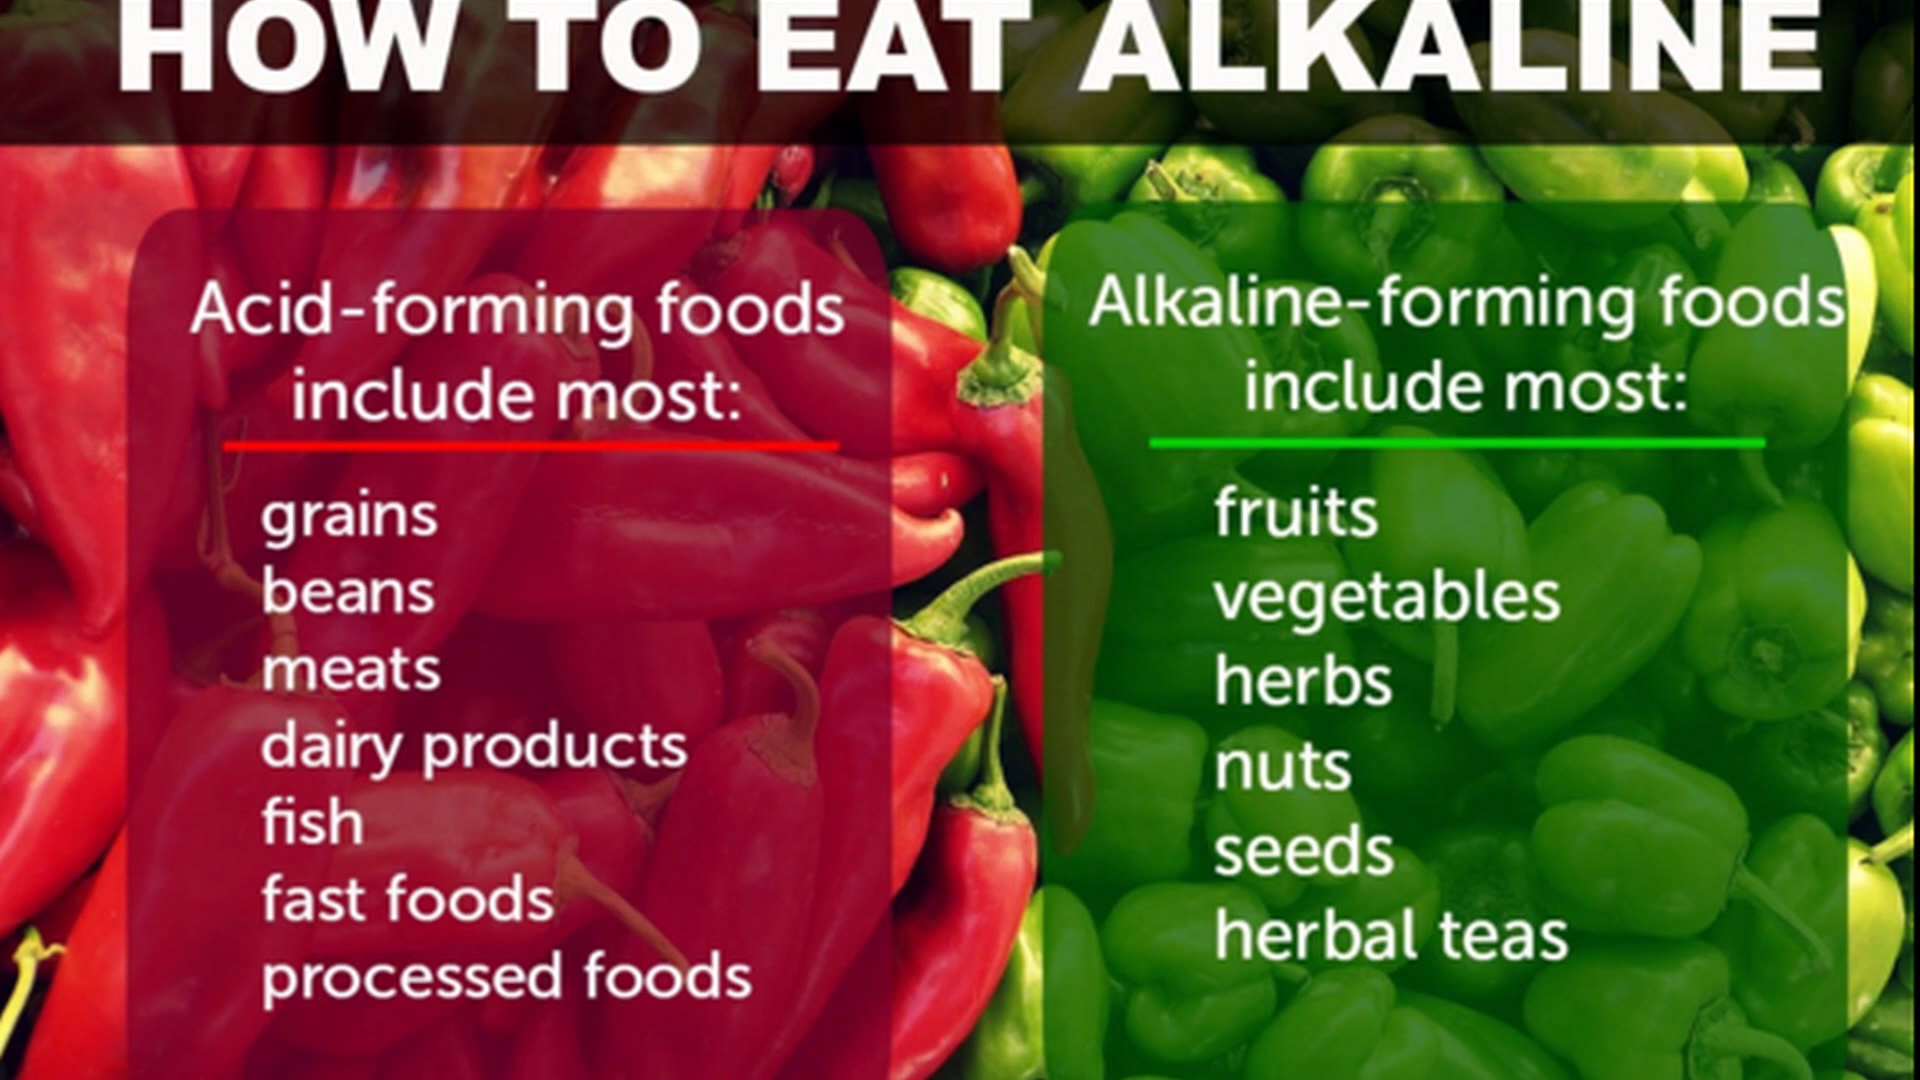 HOW TO EAT ALKALINE
Acid-forming foods
include most:
grains
beans
meats
dairy products
fish
fast foods
processed foods
Alkaline-forming foods
include most:
fruits
vegetables
herbs
nuts
seeds
herbal teas